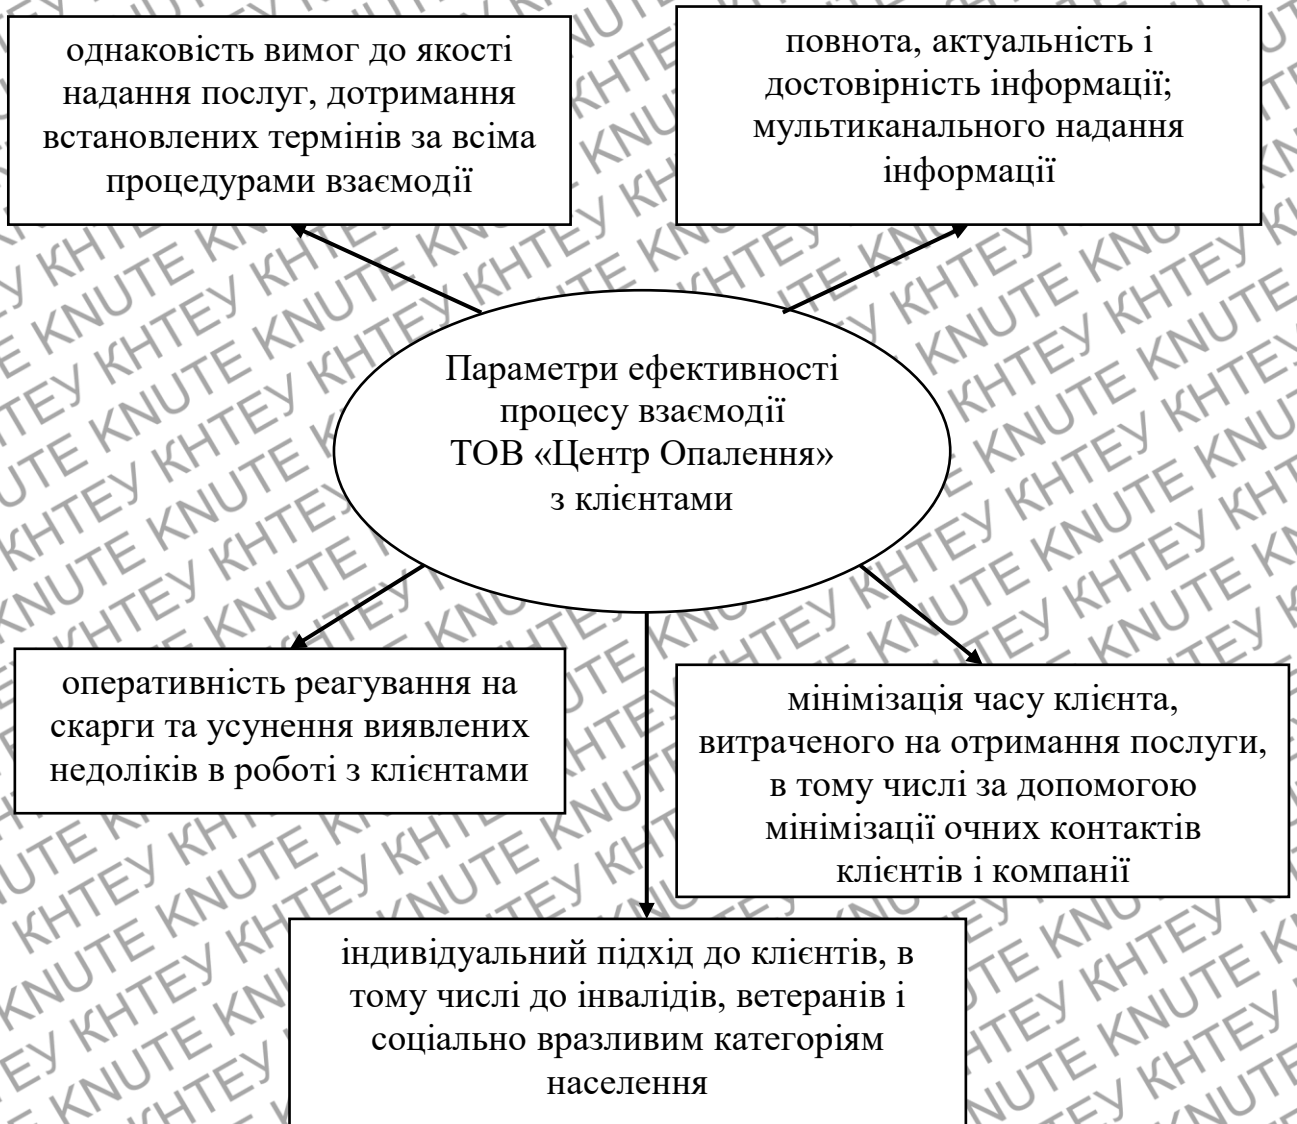 однаковість вимог до якості
надання послуг, дотримання
встановлених термінів за всіма
процедурами взаємодії
повнота, актуальність і
достовірність інформації;
мультиканального надання
інформації
Параметри ефективності
процесу взаємодії
ТОВ «Центр Опалення»
з клієнтами
оперативність реагування на
скарги та усунення виявлених
недоліків в роботі з клієнтами
мінімізація часу клієнта,
витраченого на отримання послуги,
в тому числі за допомогою
мінімізації очних контактів
клієнтів і компанії
індивідуальний підхід до клієнтів, в
тому числі до інвалідів, ветеранів і
соціально вразливим категоріям
населення